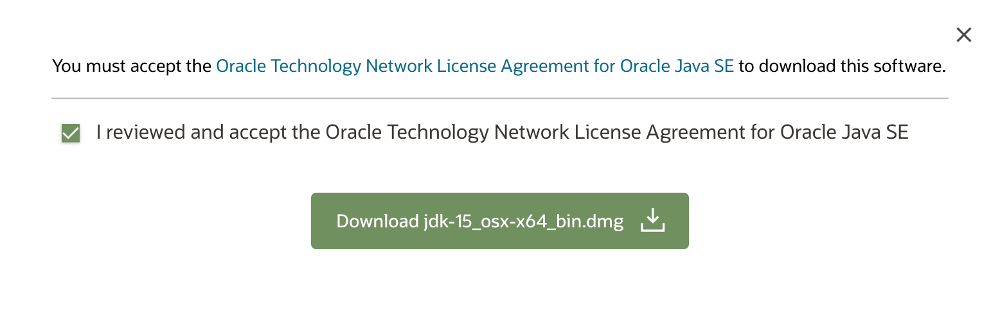 You must accept the Oracle Technology Network License Agreement for Oracle Java SE to download this software.
I reviewed and accept the Oracle Technology Network License Agreement for Oracle Java SE
Download jdk-15_osx-x64_bin.dmg